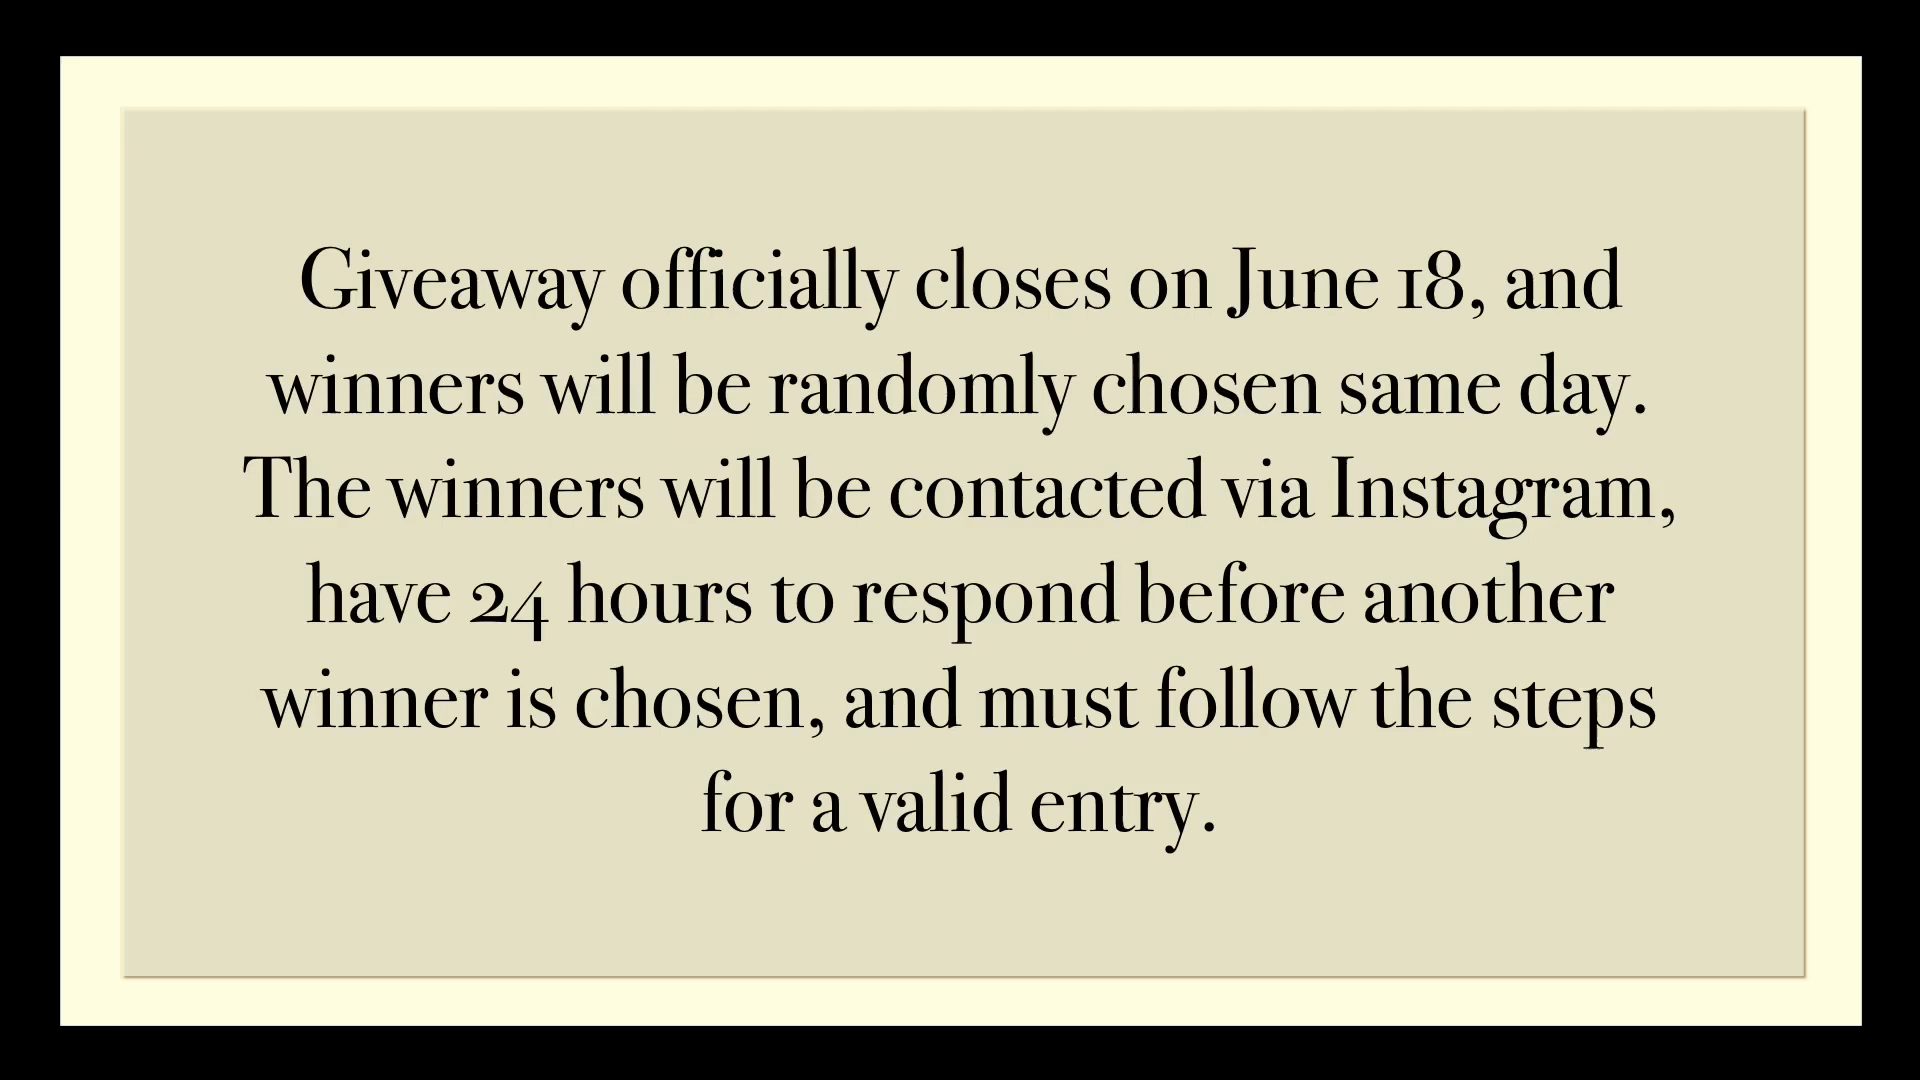 Giveaway officially closes on June 18, and
winners will be randomly chosen same day.
The winners will be contacted via Instagram,
have 24 hours to respond before another
winner is chosen, and must follow the steps
for a valid entry.